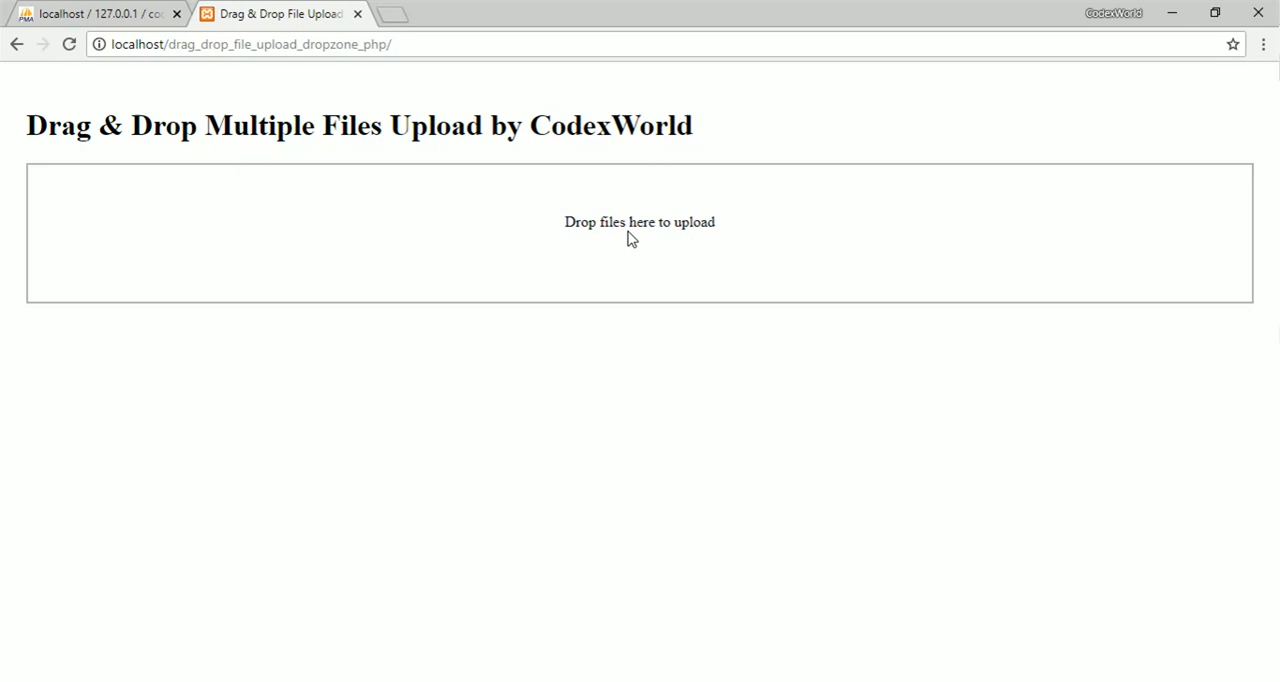 localhost / 127.0.0.1 / co
Drag & Drop File Upload
CodexWorld
localhost/drag_drop_file_upload_dropzone_php/
Drag & Drop Multiple Files Upload by CodexWorld
Drop files here to upload